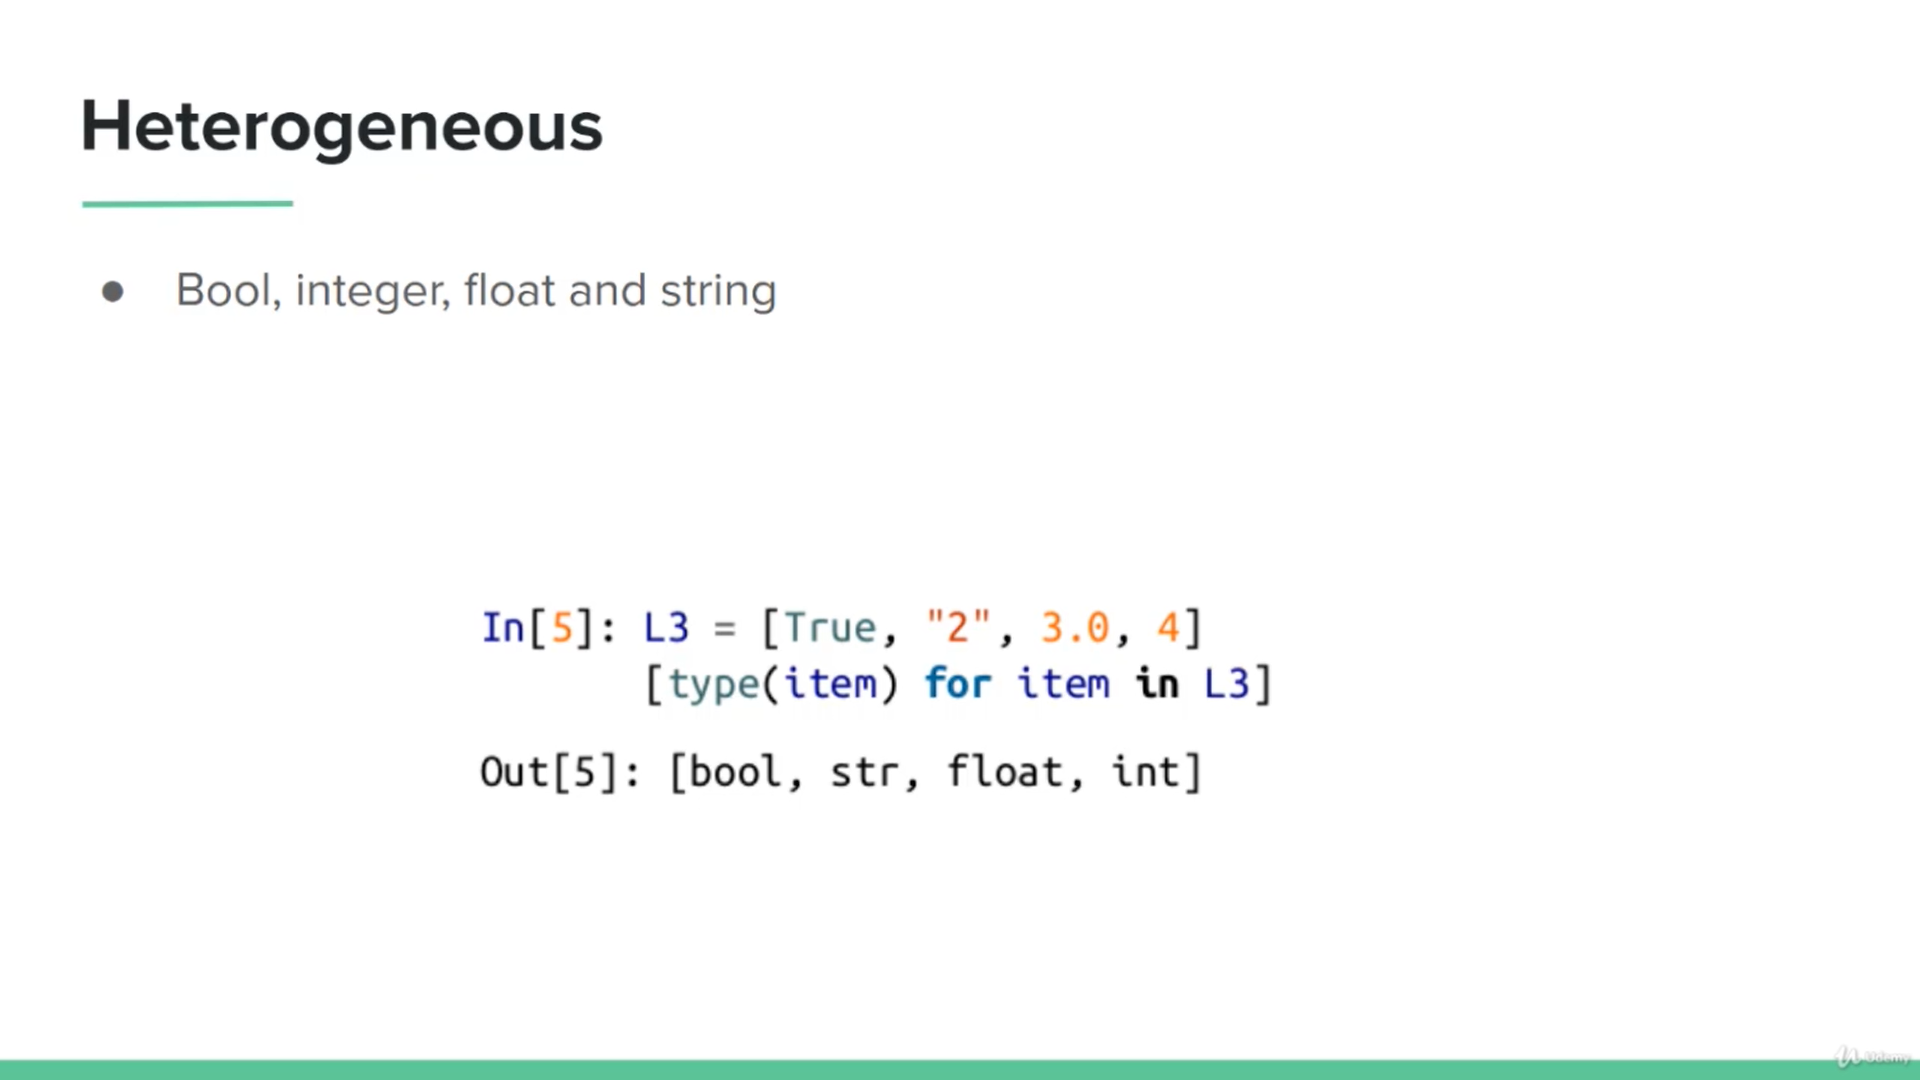 Heterogeneous
● Bool, integer, float and string
In[5]: L3 = [True, "2", 3.0, 4]
[type(item) for item in L3]
Out[5]: [bool, str, float, int]
Udemy